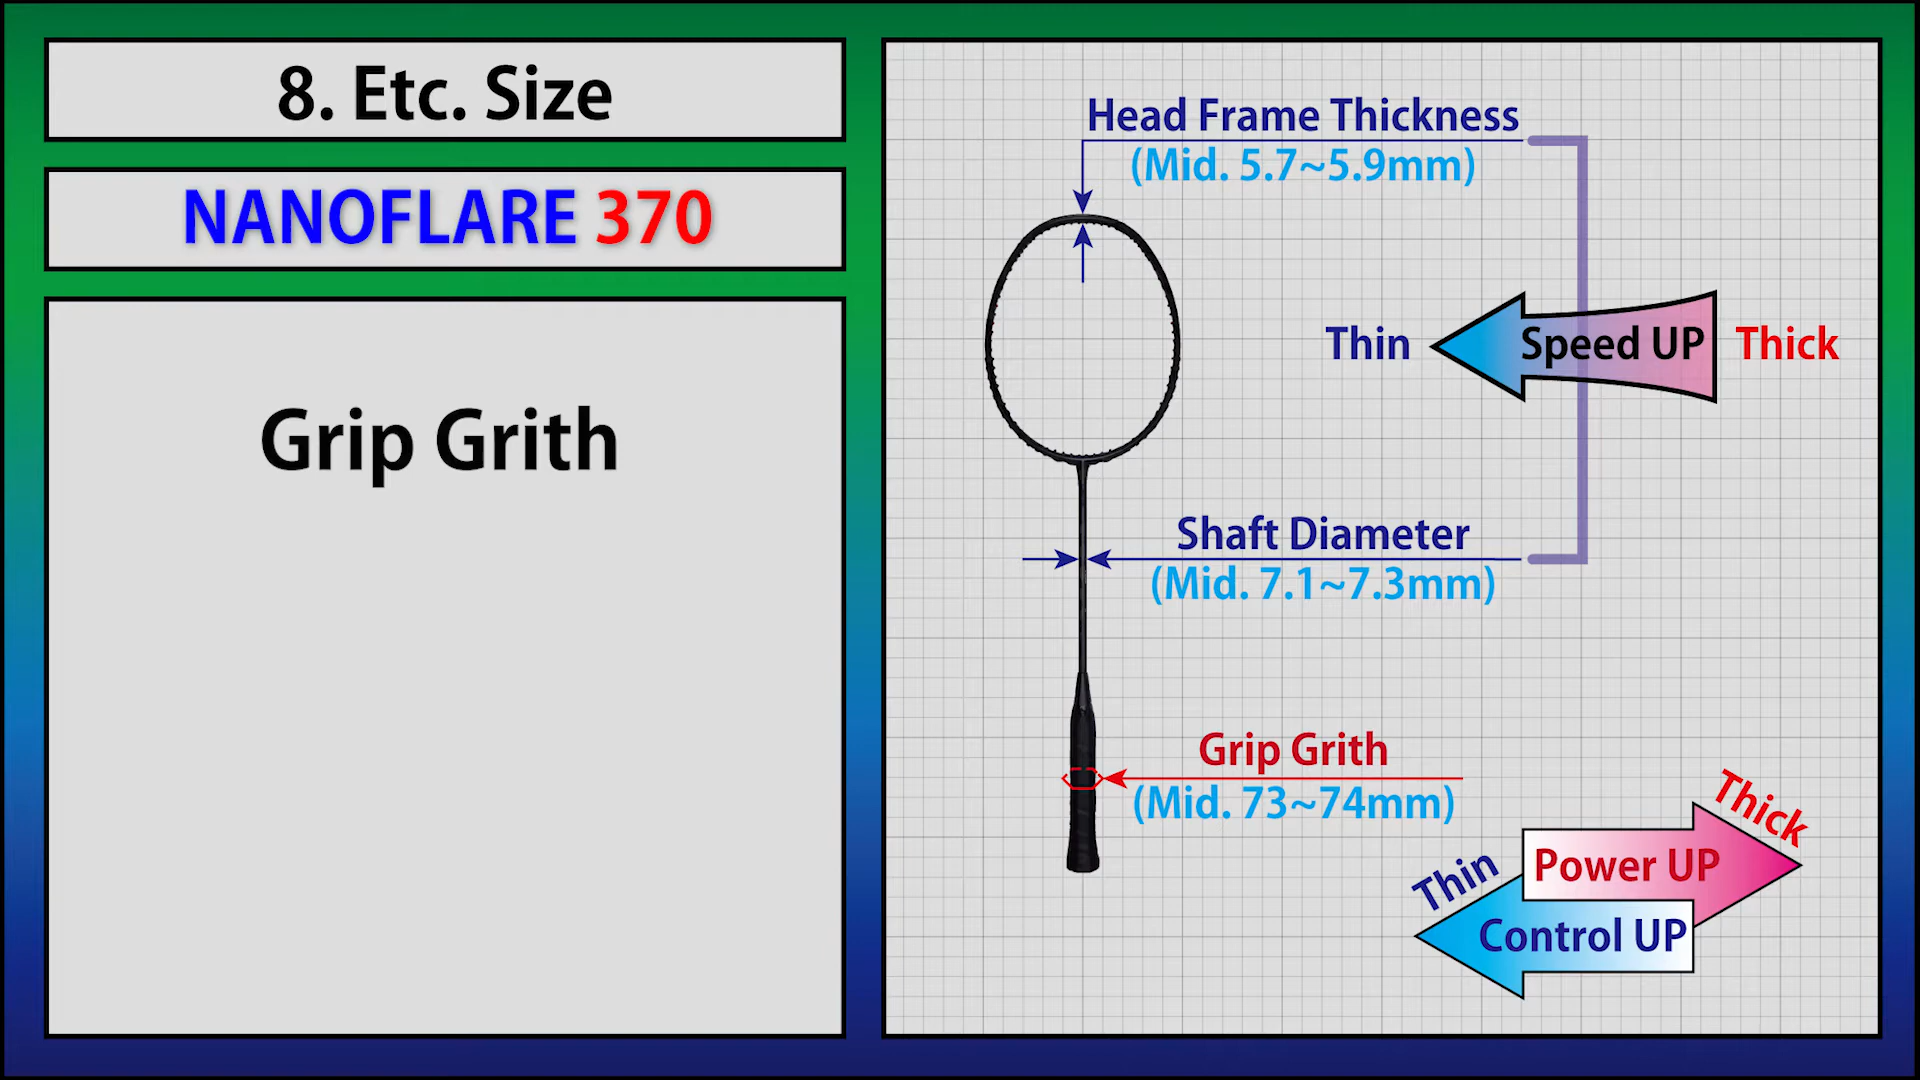 8. Etc. Size
NANOFLARE 370
Grip Grith
Head Frame Thickness
(Mid. 5.7~5.9mm)
Thin
Speed UP
Thick
Shaft Diameter
(Mid. 7.1~7.3mm)
Grip Grith
(Mid. 73~74mm)
Thick
Power UP
Thin
Control UP